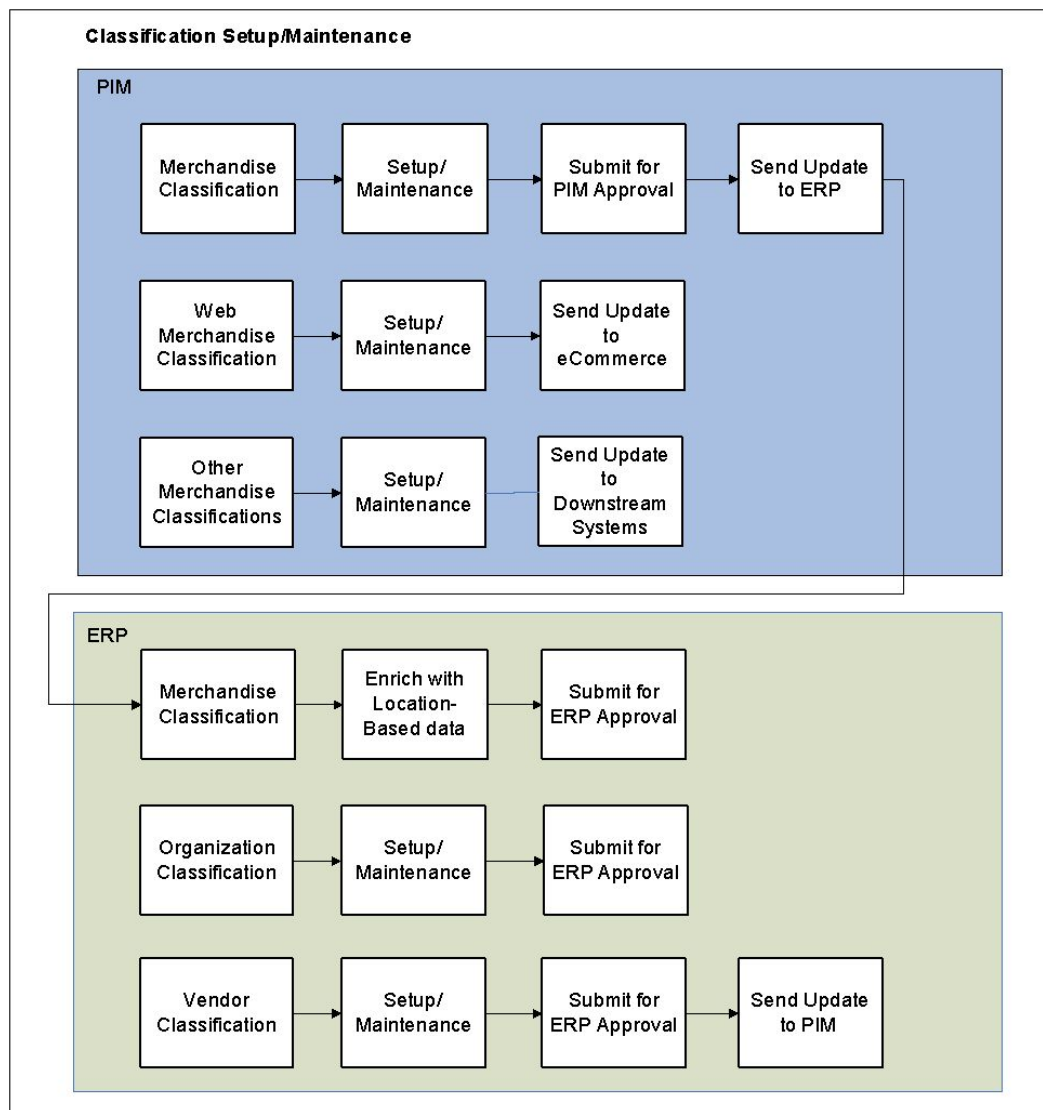 Classification Setup/Maintenance
PIM
Merchandise
Classification
Setup/
Maintenance
Submit for
PIM Approval
Send Update
to ERP
Web
Merchandise
Classification
Setup/
Maintenance
Send Update
to
eCommerce
Other
Merchandise
Classifications
Setup/
Maintenance
Send Update
to
Downstream
Systems
ERP
Merchandise
Classification
Enrich with
Location-
Based data
Submit for
ERP Approval
Organization
Classification
Setup/
Maintenance
Submit for
ERP Approval
Vendor
Classification
Setup/
Maintenance
Submit for
ERP Approval
Send Update
to PIM